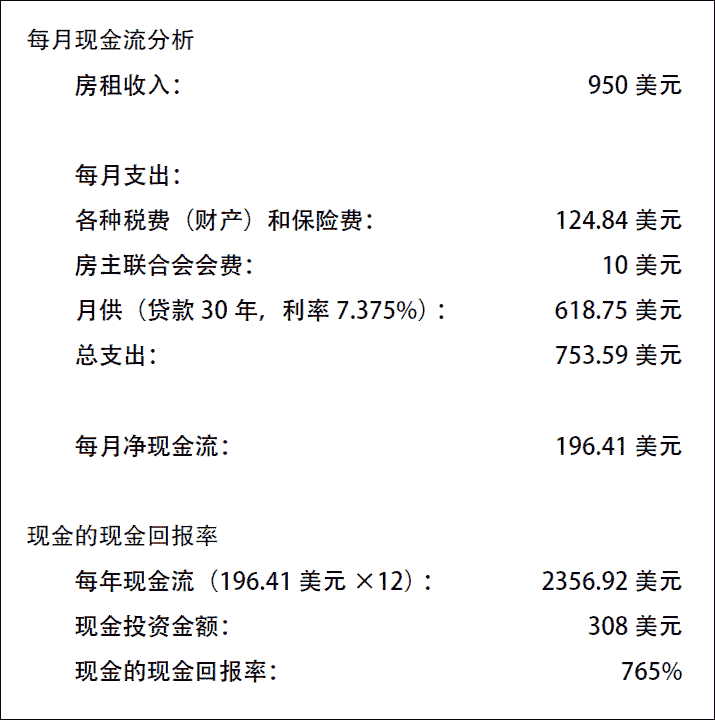 每月现金流分析
房租收入： 950 美元
每月支出：
各种税费（财产）和保险费： 124.84 美元
房主联合会会费： 10 美元
月供（贷款 30 年，利率 7.375%）： 618.75 美元
总支出： 753.59 美元
每月净现金流： 196.41 美元
现金的现金回报率
每年现金流（196.41 美元 ×12）： 2356.92 美元
现金投资金额： 308 美元
现金的现金回报率： 765%